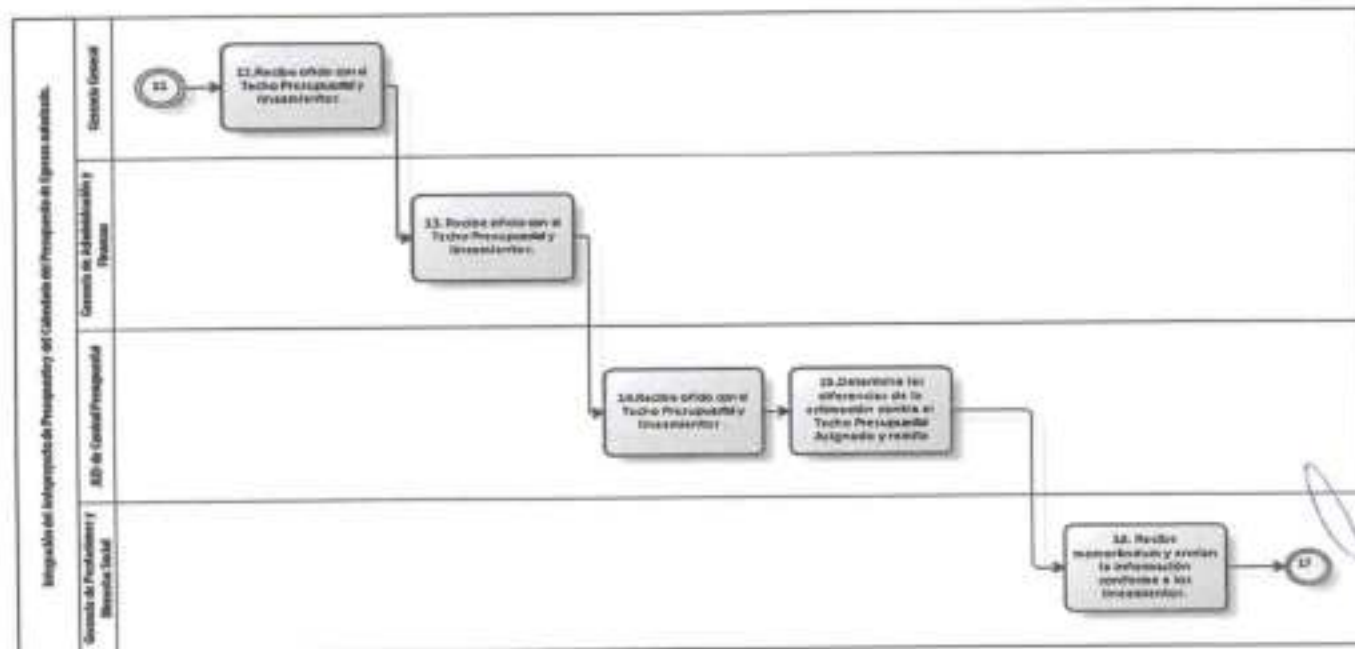 Integración del Anteproyecto de Presupuesto y del Calendario del Presupuesto de Egresos autorizado.
Gerencia General
12.Recibe oficio con el
Techo Presupuestal y
lineamientos
Gerencia de Administración y
Finanzas
13. Recibe oficio con el
Techo Presupuestal y
lineamientos.
JUD de Control Presupuestal
14.Recibe oficio con el
Techo Presupuestal y
lineamientos
15.Determina las
diferencias de la
estimación contra el
Techo Presupuestal
Asignado y remite
Gerencia de Prestaciones y
Bienestar Social
16. Recibe
memorándum y envían
la información
conforme a los
lineamientos.
17